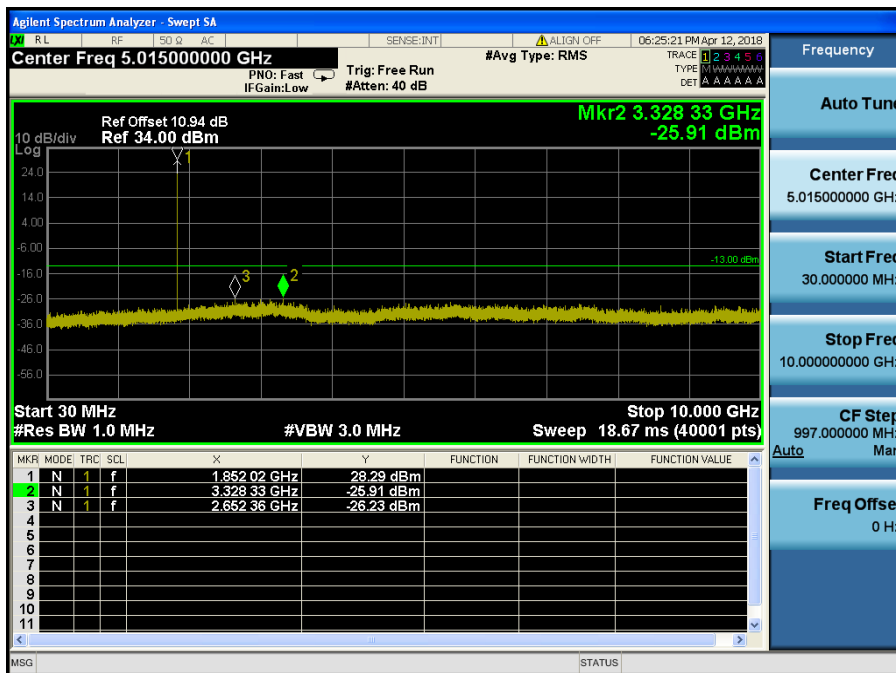 Agilent Spectrum Analyzer - Swept SA
LXI RL RF 50 Ω AC SENSE:INT ALIGN OFF 06:25:21 PM Apr 12, 2018
Center Freq 5.015000000 GHz
PNO: Fast
IFGain:Low
Trig: Free Run
#Atten: 40 dB
#Avg Type: RMS
TRACE 1 2 3 4 5 6
TYPE M WWWWW
DET A A A A A A
Ref Offset 10.94 dB
10 dB/div Ref 34.00 dBm
Log
Mkr2 3.328 33 GHz
-25.91 dBm
24.0
14.0
4.00
-6.00
-16.0
-26.0
-36.0
-46.0
-56.0
1
3
2
-13.00 dBm
Start 30 MHz Stop 10.000 GHz
#Res BW 1.0 MHz #VBW 3.0 MHz Sweep 18.67 ms (40001 pts)
MKR MODE TRC SCL X Y FUNCTION FUNCTION WIDTH FUNCTION VALUE
1 N 1 f 1.852 02 GHz 28.29 dBm
2 N 1 f 3.328 33 GHz -25.91 dBm
3 N 1 f 2.652 36 GHz -26.23 dBm
4
5
6
7
8
9
10
11
MSG STATUS
Frequency
Auto Tune
Center Freq
5.015000000 GHz
Start Freq
30.000000 MHz
Stop Freq
10.000000000 GHz
CF Step
997.000000 MHz
Auto Man
Freq Offset
0 Hz